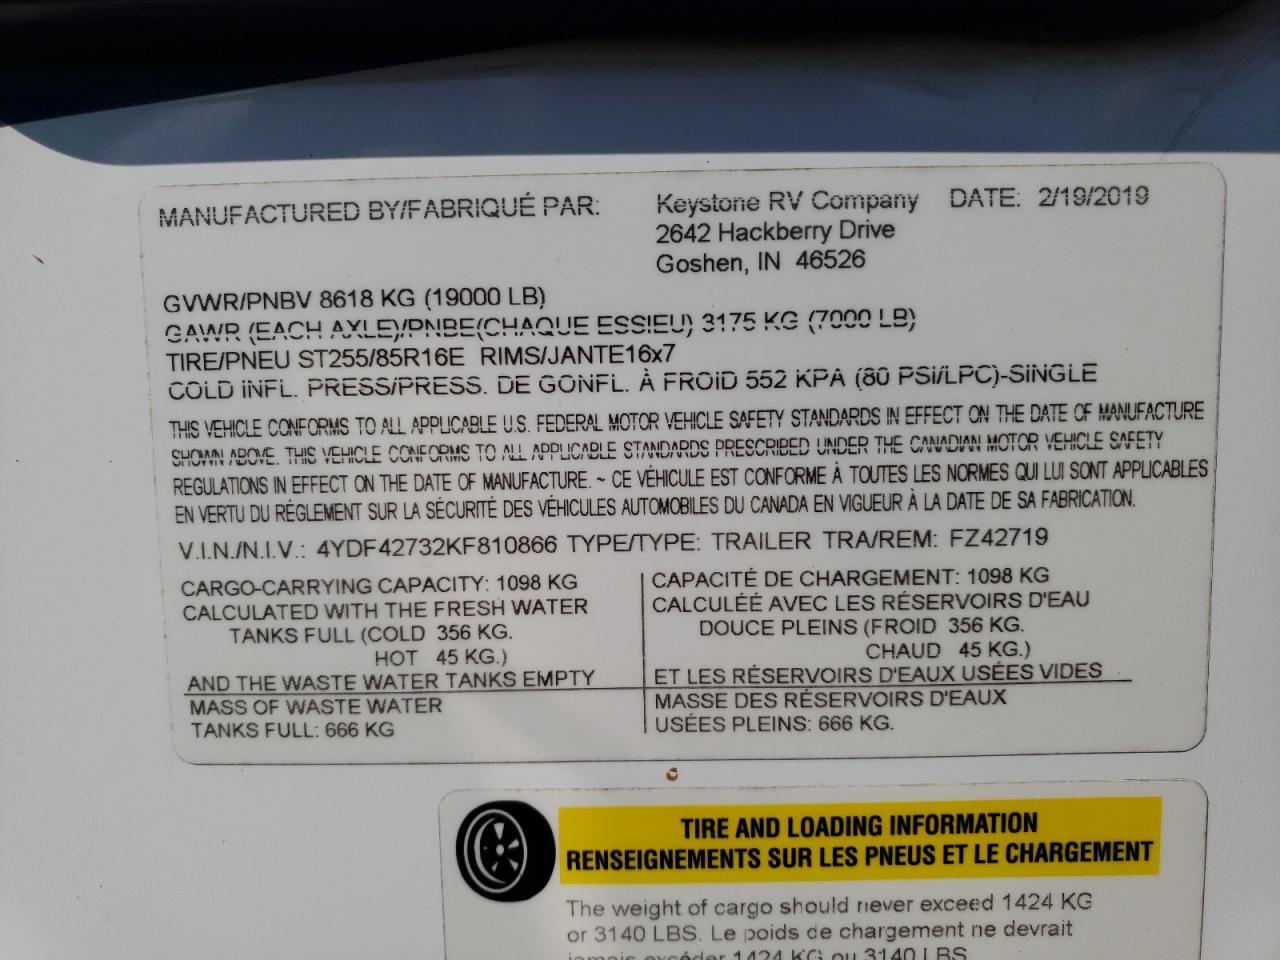 MANUFACTURED BY/FABRIQUÉ PAR: Keystone RV Company DATE: 2/19/2019
2642 Hackberry Drive
Goshen, IN 46526
GVWR/PNBV 8618 KG (19000 LB)
GAWR (EACH AXLE)/PNBE(CHAQUE ESSIEU) 3175 KG (7000 LB)
TIRE/PNEU ST255/85R16E RIMS/JANTE16x7
COLD INFL. PRESS/PRESS. DE GONFL. À FROID 552 KPA (80 PSI/LPC)-SINGLE
THIS VEHICLE CONFORMS TO ALL APPLICABLE U.S. FEDERAL MOTOR VEHICLE SAFETY STANDARDS IN EFFECT ON THE DATE OF MANUFACTURE
SHOWN ABOVE. THIS VEHICLE CONFORMS TO ALL APPLICABLE STANDARDS PRESCRIBED UNDER THE CANADIAN MOTOR VEHICLE SAFETY
REGULATIONS IN EFFECT ON THE DATE OF MANUFACTURE. ~ CE VÉHICULE EST CONFORME À TOUTES LES NORMES QUI LUI SONT APPLICABLES
EN VERTU DU RÉGLEMENT SUR LA SÉCURITÉ DES VÉHICULES AUTOMOBILES DU CANADA EN VIGUEUR À LA DATE DE SA FABRICATION.
V.I.N./N.I.V.: 4YDF42732KF810866 TYPE/TYPE: TRAILER TRA/REM: FZ42719
CARGO-CARRYING CAPACITY: 1098 KG
CALCULATED WITH THE FRESH WATER
TANKS FULL (COLD 356 KG.
HOT 45 KG.)
AND THE WASTE WATER TANKS EMPTY
MASS OF WASTE WATER
TANKS FULL: 666 KG
CAPACITÉ DE CHARGEMENT: 1098 KG
CALCULÉÉ AVEC LES RÉSERVOIRS D'EAU
DOUCE PLEINS (FROID 356 KG.
CHAUD 45 KG.)
ET LES RÉSERVOIRS D'EAUX USÉES VIDES
MASSE DES RÉSERVOIRS D'EAUX
USÉES PLEINS: 666 KG.
TIRE AND LOADING INFORMATION
RENSEIGNEMENTS SUR LES PNEUS ET LE CHARGEMENT
The weight of cargo should never exceed 1424 KG
or 3140 LBS. Le poids de chargement ne devrait
jamais excéder 1424 KG ou 3140 LBS.